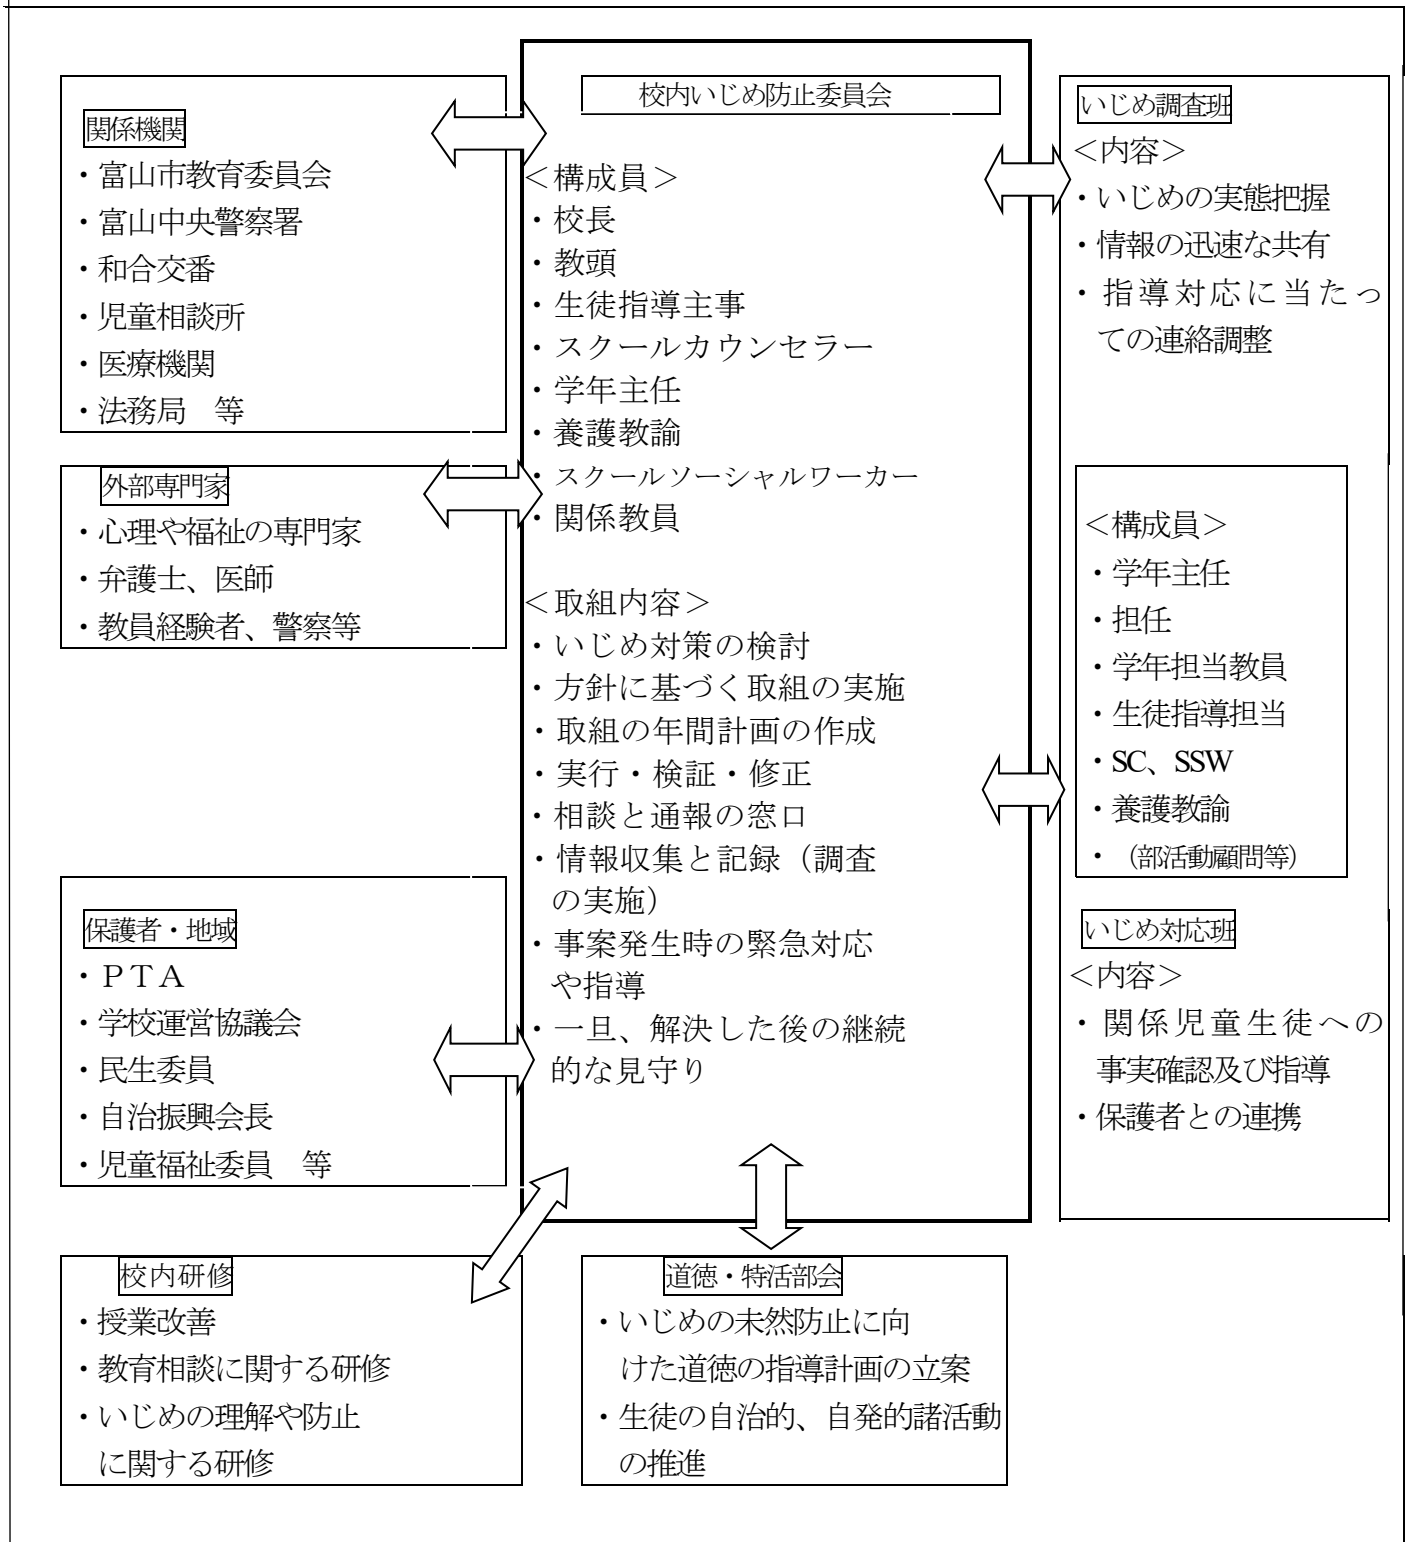 校内いじめ防止委員会
＜構成員＞
・校長
・教頭
・生徒指導主事
・スクールカウンセラー
・学年主任
・養護教諭
・スクールソーシャルワーカー
・関係教員
＜取組内容＞
・いじめ対策の検討
・方針に基づく取組の実施
・取組の年間計画の作成
・実行・検証・修正
・相談と通報の窓口
・情報収集と記録（調査
の実施）
・事案発生時の緊急対応
や指導
・一旦、解決した後の継続
的な見守り
関係機関
・富山市教育委員会
・富山中央警察署
・和合交番
・児童相談所
・医療機関
・法務局　等
外部専門家
・心理や福祉の専門家
・弁護士、医師
・教員経験者、警察等
保護者・地域
・ＰＴＡ
・学校運営協議会
・民生委員
・自治振興会長
・児童福祉委員　等
いじめ調査班
＜内容＞
・いじめの実態把握
・情報の迅速な共有
・指導対応に当たっ
ての連絡調整
＜構成員＞
・学年主任
・担任
・学年担当教員
・生徒指導担当
・SC、SSW
・養護教諭
・（部活動顧問等）
いじめ対応班
＜内容＞
・関係児童生徒への
事実確認及び指導
・保護者との連携
校内研修
・授業改善
・教育相談に関する研修
・いじめの理解や防止
に関する研修
道徳・特活部会
・いじめの未然防止に向
けた道徳の指導計画の立案
・生徒の自治的、自発的諸活動
の推進